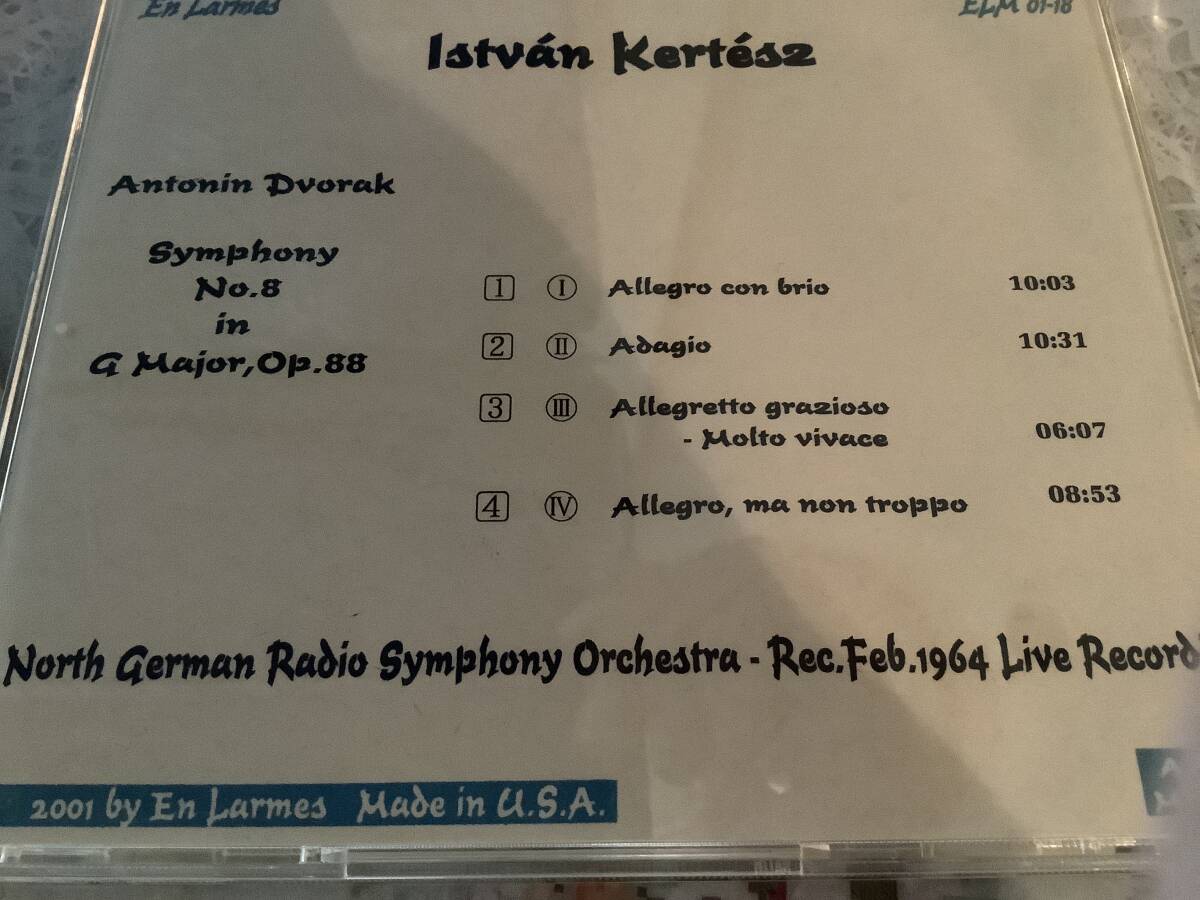 En Larmes
ELM 01-18
István Kertész
Antonin Dvorak
Symphony
No.8
in
G Major,Op.88
1 Ⅰ Allegro con brio 10:03
2 Ⅱ Adagio 10:31
3 Ⅲ Allegretto grazioso
- Molto vivace 06:07
4 Ⅳ Allegro, ma non troppo 08:53
North German Radio Symphony Orchestra - Rec.Feb.1964 Live Record
2001 by En Larmes Made in U.S.A.